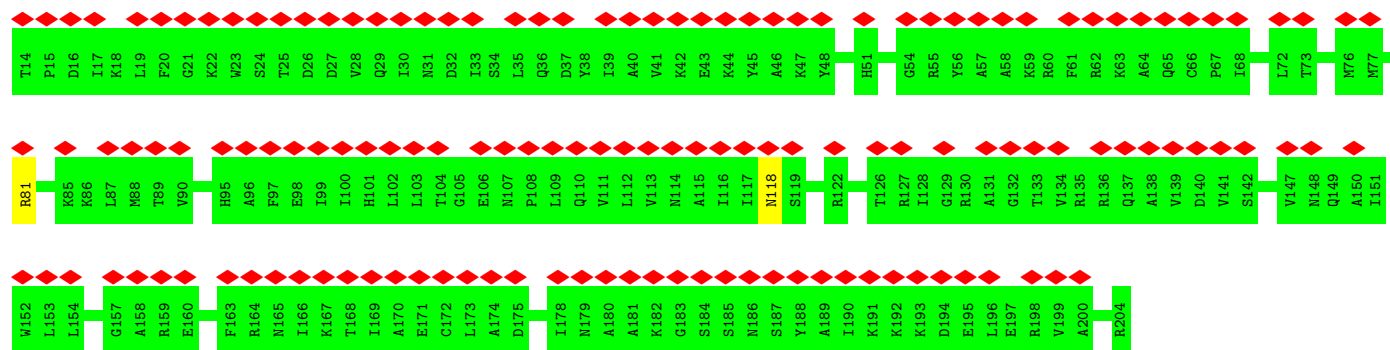 T14 P15 D16 I17 K18 L19 F20 G21 K22 W23 S24 T25 D26 D27 V28 Q29 I30 N31 D32 I33 S34 L35 Q36 D37 Y38 I39 A40 V41 K42 E43 K44 Y45 A46 K47 Y48 H51 G54 R55 Y56 A57 A58 K59 R60 F61 R62 K63 A64 Q65 C66 P67 I68 L72 T73 M76 M77
R81 K85 K86 L87 M88 T89 V90 H95 A96 F97 E98 I99 I100 H101 L102 L103 T104 G105 E106 N107 P108 L109 Q110 V111 L112 V113 N114 A115 I116 I117 N118 S119 R122 T126 R127 I128 G129 R130 A131 G132 T133 V134 R135 R136 Q137 A138 V139 D140 V141 S142 V147 N148 Q149 A150 I151
W152 L153 L154 G157 A158 R159 E160 F163 R164 N165 I166 K167 T168 I169 A170 E171 C172 L173 A174 D175 I178 N179 A180 A181 K182 G183 S184 S185 N186 S187 Y188 A189 I190 K191 K192 K193 D194 E195 L196 E197 R198 V199 A200 R204